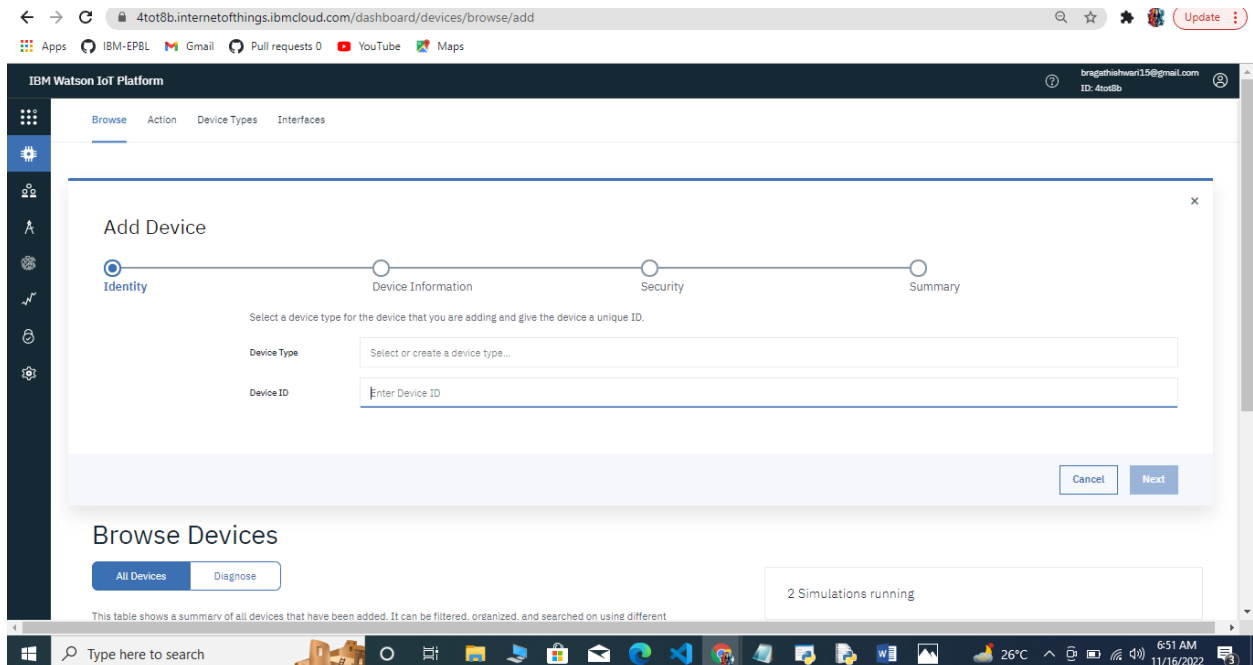 4tot8b.internetofthings.ibmcloud.com/dashboard/devices/browse/add
Update
Apps IBM-EPBL Gmail Pull requests 0 YouTube Maps
IBM Watson IoT Platform
bragathishwari15@gmail.com
ID: 4tot8b
Browse Action Device Types Interfaces
Add Device
Identity Device Information Security Summary
Select a device type for the device that you are adding and give the device a unique ID.
Device Type Select or create a device type...
Device ID Enter Device ID
Cancel Next
Browse Devices
All Devices Diagnose
2 Simulations running
This table shows a summary of all devices that have been added. It can be filtered, organized, and searched on using different
Type here to search
26°C
6:51 AM
11/16/2022
3